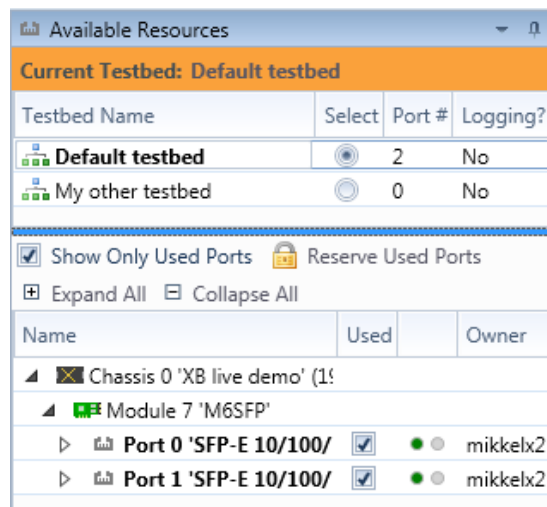 Available Resources
Current Testbed: Default testbed
Testbed Name Select Port # Logging?
Default testbed 2 No
My other testbed 0 No
Show Only Used Ports Reserve Used Ports
Expand All Collapse All
Name Used Owner
Chassis 0 'XB live demo' (19
Module 7 'M6SFP'
Port 0 'SFP-E 10/100/ mikkelx2
Port 1 'SFP-E 10/100/ mikkelx2